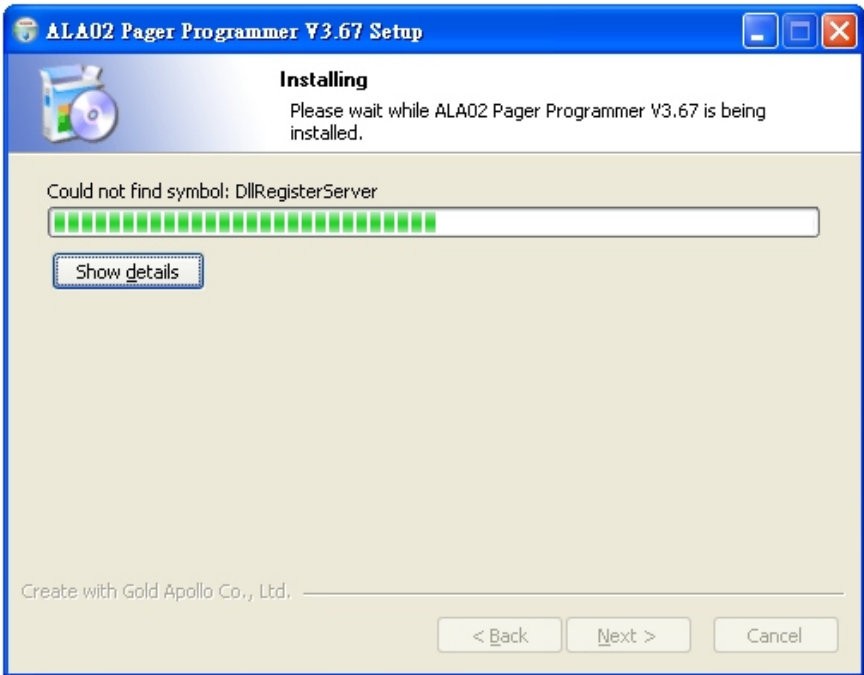 ALA02 Pager Programmer V3.67 Setup
Installing
Please wait while ALA02 Pager Programmer V3.67 is being
installed.
Could not find symbol: DllRegisterServer
Show details
Create with Gold Apollo Co., Ltd.
< Back
Next >
Cancel